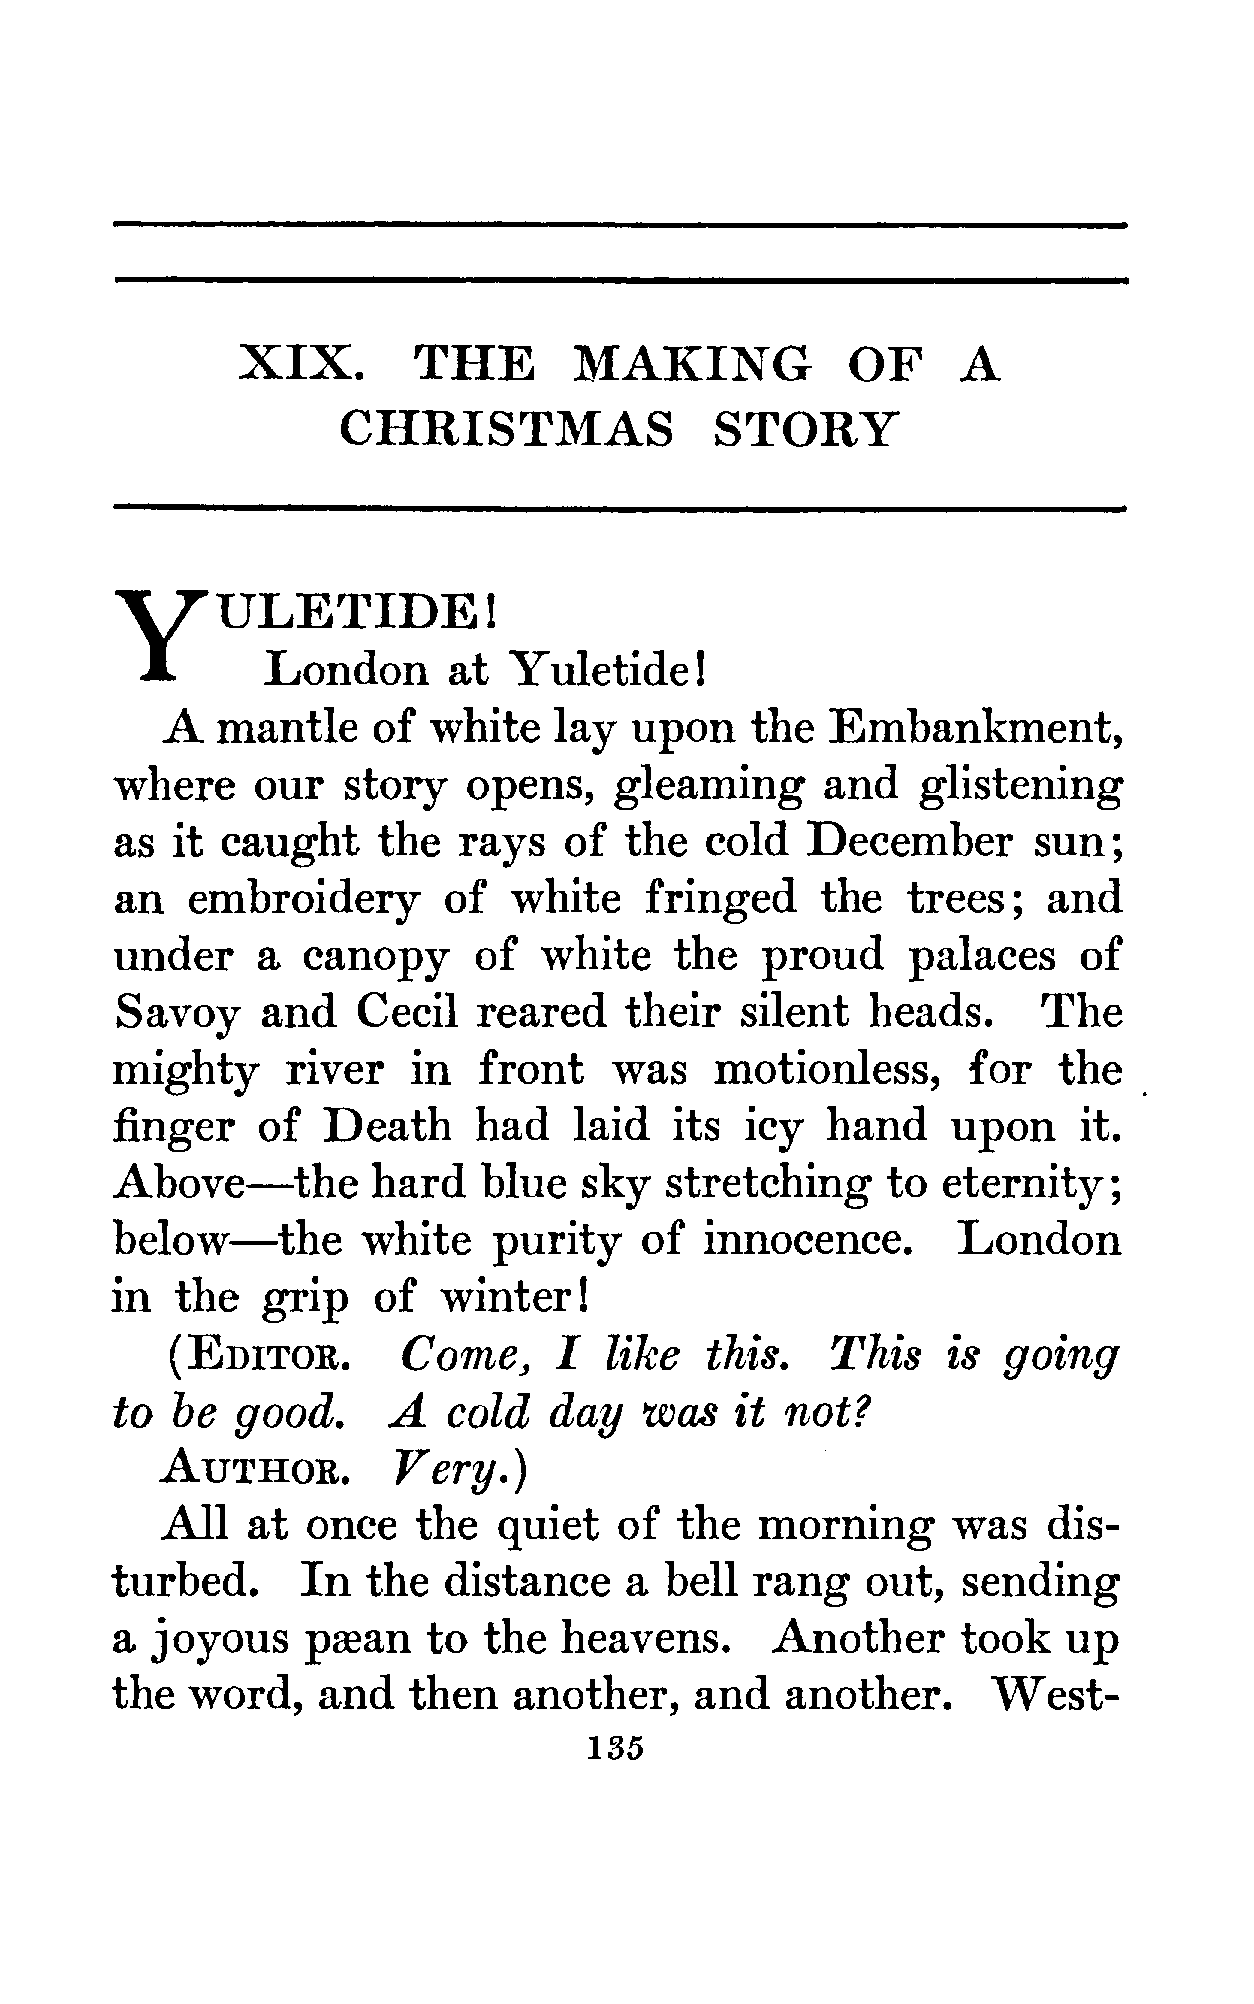 XIX. THE MAKING OF A
CHRISTMAS STORY
YULETIDE!
London at Yuletide!
A mantle of white lay upon the Embankment,
where our story opens, gleaming and glistening
as it caught the rays of the cold December sun;
an embroidery of white fringed the trees; and
under a canopy of white the proud palaces of
Savoy and Cecil reared their silent heads. The
mighty river in front was motionless, for the
finger of Death had laid its icy hand upon it.
Above—the hard blue sky stretching to eternity;
below—the white purity of innocence. London
in the grip of winter!
(EDITOR. Come, I like this. This is going
to be good. A cold day was it not?
AUTHOR. Very.)
All at once the quiet of the morning was dis-
turbed. In the distance a bell rang out, sending
a joyous pæan to the heavens. Another took up
the word, and then another, and another. West-
135